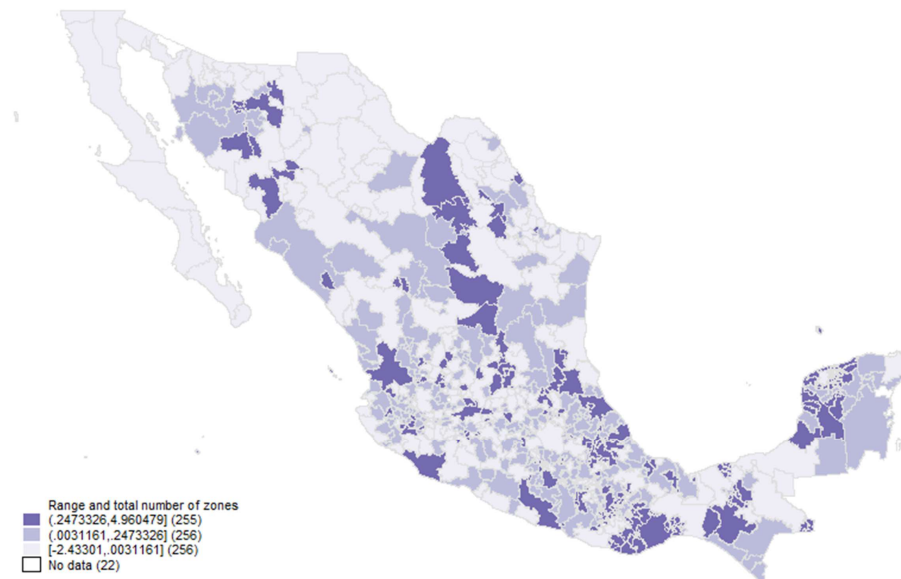 Range and total number of zones
(.2473326,4.960479] (255)
(.0031161,.2473326] (256)
[-2.43301,.0031161] (256)
No data (22)